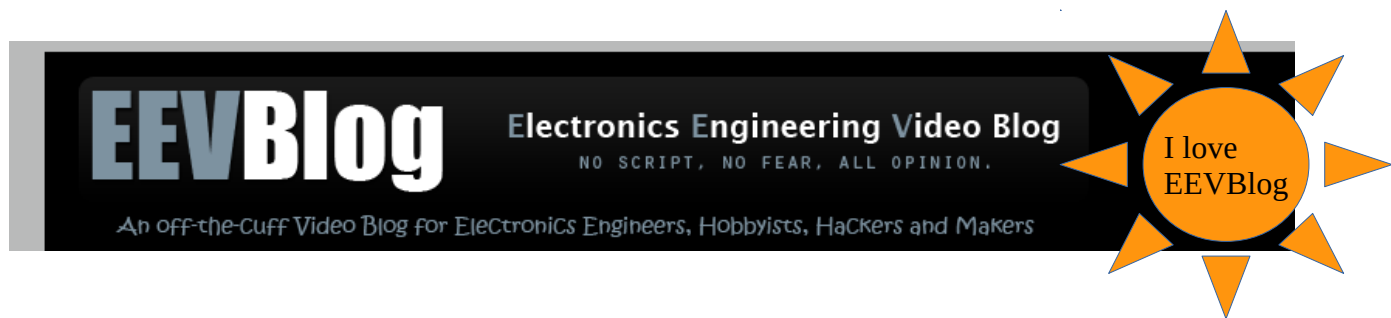 EEVBlog
Electronics Engineering Video Blog
NO SCRIPT, NO FEAR, ALL OPINION.
An off-the-Cuff Video Blog for Electronics Engineers, Hobbyists, Hackers and Makers
I love
EEVBlog